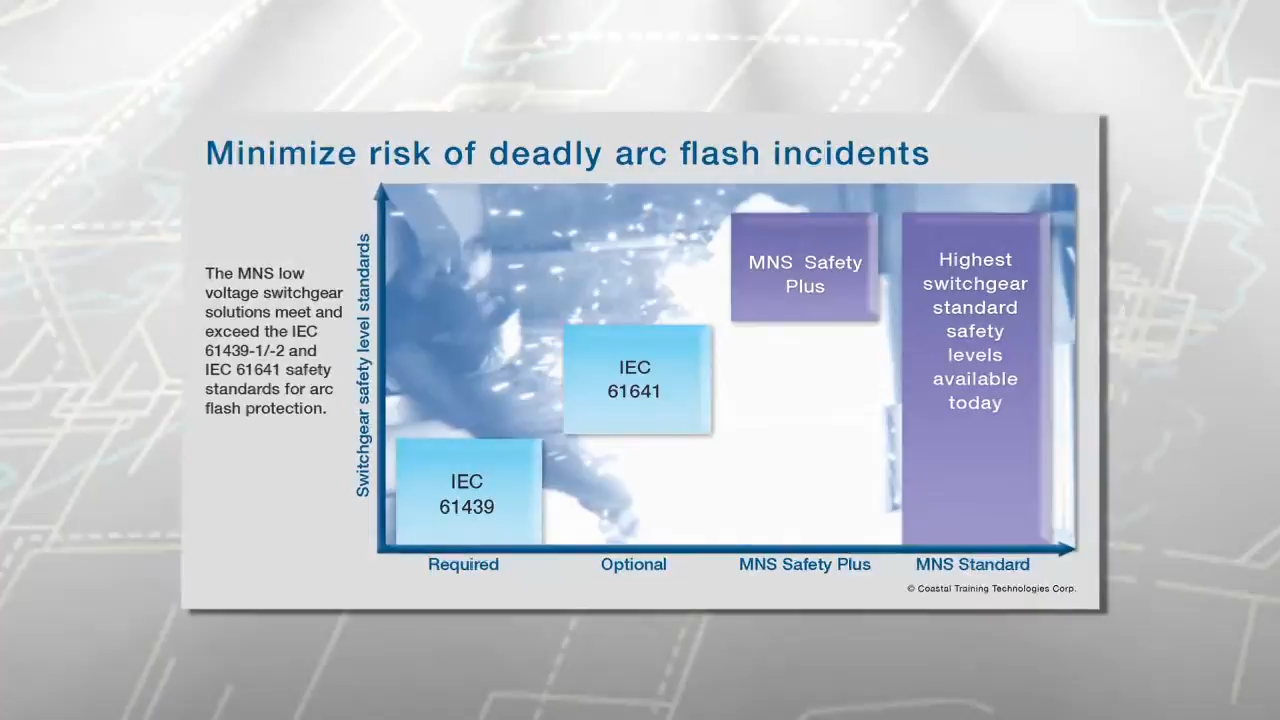 Minimize risk of deadly arc flash incidents
The MNS low
voltage switchgear
solutions meet and
exceed the IEC
61439-1/-2 and
IEC 61641 safety
standards for arc
flash protection.
Switchgear safety level standards
IEC
61439
IEC
61641
MNS Safety
Plus
Highest
switchgear
standard
safety
levels
available
today
Required
Optional
MNS Safety Plus
MNS Standard
© Coastal Training Technologies Corp.